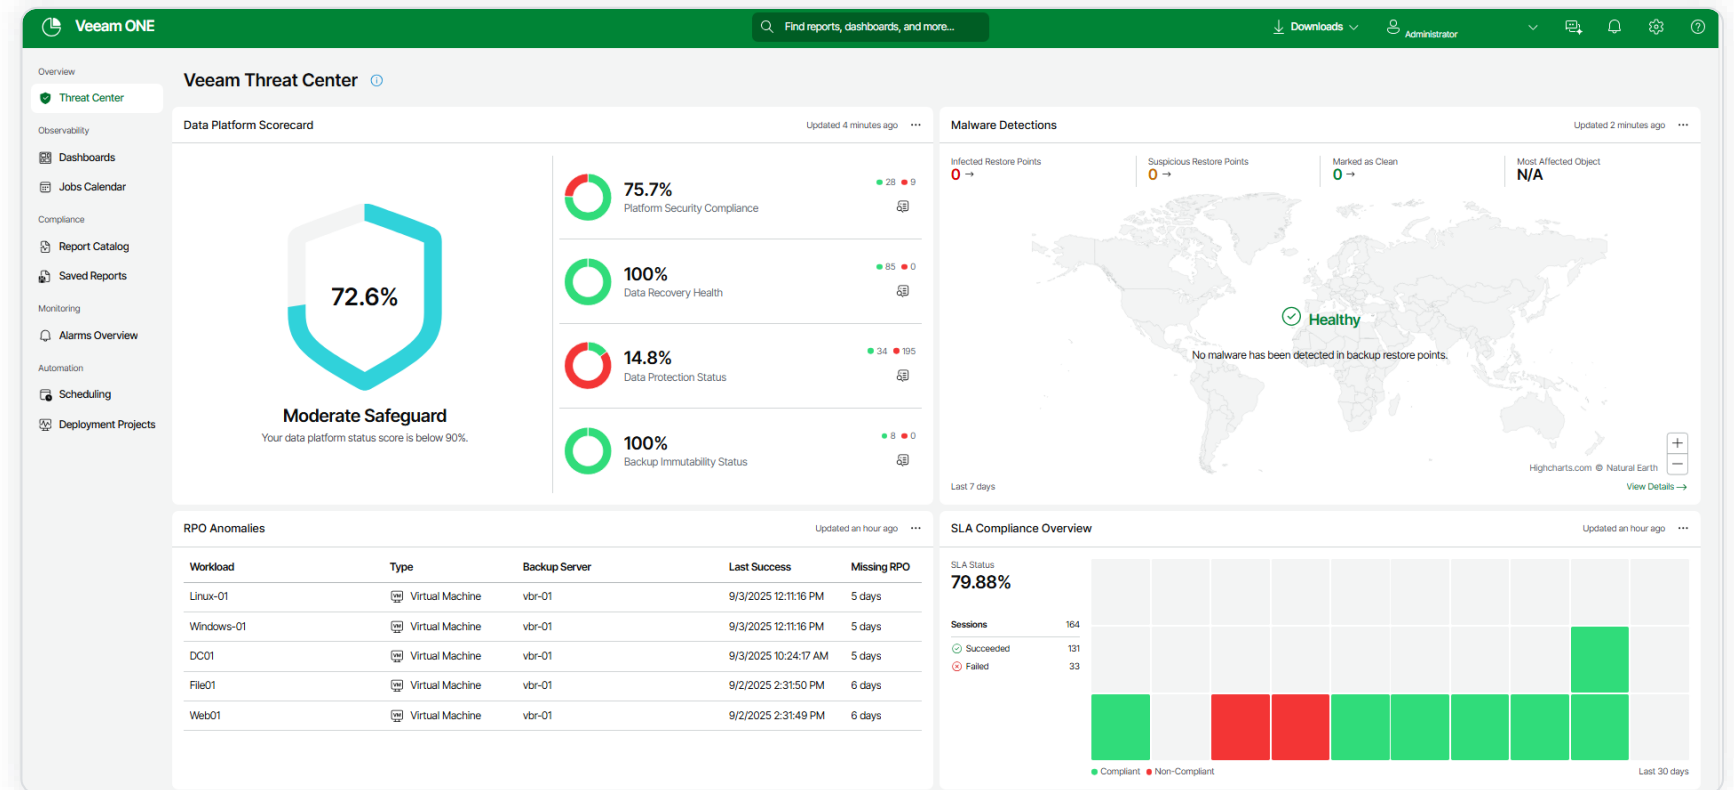 Veeam ONE
Find reports, dashboards, and more...
Downloads
Administrator
Overview
Threat Center
Observability
Dashboards
Jobs Calendar
Compliance
Report Catalog
Saved Reports
Monitoring
Alarms Overview
Automation
Scheduling
Deployment Projects
Veeam Threat Center
Data Platform Scorecard
Updated 4 minutes ago
72.6%
Moderate Safeguard
Your data platform status score is below 90%.
75.7%
Platform Security Compliance
28 9
100%
Data Recovery Health
85 0
14.8%
Data Protection Status
34 195
100%
Backup Immutability Status
8 0
Malware Detections
Updated 2 minutes ago
Infected Restore Points
0 →
Suspicious Restore Points
0 →
Marked as Clean
0 →
Most Affected Object
N/A
Healthy
No malware has been detected in backup restore points.
+
−
Highcharts.com © Natural Earth
Last 7 days
View Details →
RPO Anomalies
Updated an hour ago
Workload Type Backup Server Last Success Missing RPO
Linux-01 VM Virtual Machine vbr-01 9/3/2025 12:11:16 PM 5 days
Windows-01 VM Virtual Machine vbr-01 9/3/2025 12:11:16 PM 5 days
DC01 VM Virtual Machine vbr-01 9/3/2025 10:24:17 AM 5 days
File01 VM Virtual Machine vbr-01 9/2/2025 2:31:50 PM 6 days
Web01 VM Virtual Machine vbr-01 9/2/2025 2:31:49 PM 6 days
SLA Compliance Overview
Updated an hour ago
SLA Status
79.88%
Sessions 164
Succeeded 131
Failed 33
Compliant Non-Compliant
Last 30 days